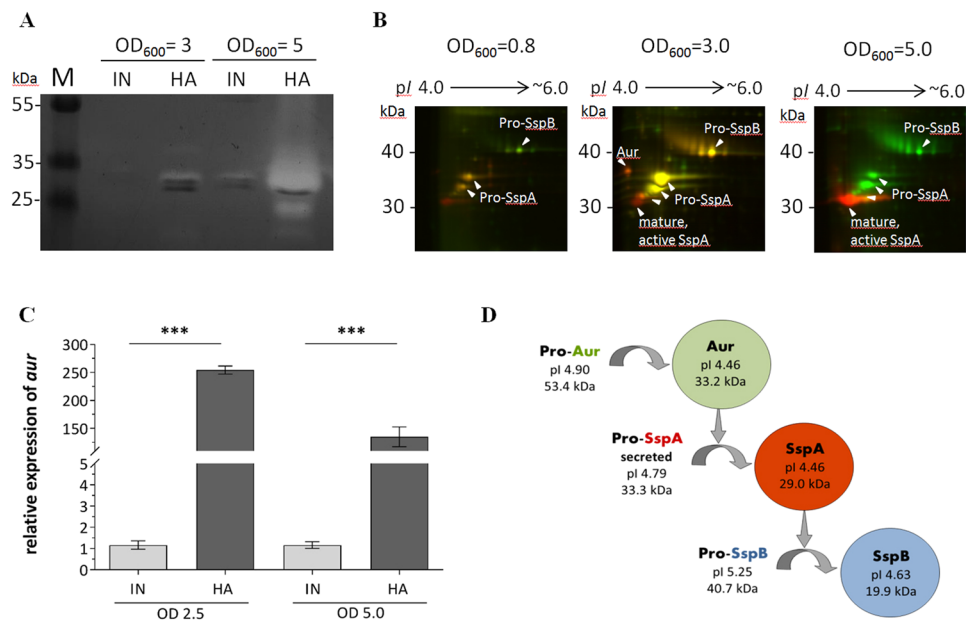 A
OD600= 3 OD600= 5
kDa M IN HA IN HA
55
35
25
B
OD600=0.8 OD600=3.0 OD600=5.0
pI 4.0 ~6.0 pI 4.0 ~6.0 pI 4.0 ~6.0
kDa kDa kDa
Pro-SspB Pro-SspB Pro-SspB
40 40 40
Aur
Pro-SspA Pro-SspA Pro-SspA
30 30 30
mature, mature,
active SspA active SspA
C
*** ***
relative expression of aur
300
250
200
150
5
4
3
2
1
0
IN HA IN HA
OD 2.5 OD 5.0
D
Pro-Aur
pI 4.90
53.4 kDa
Aur
pI 4.46
33.2 kDa
Pro-SspA
secreted
pI 4.79
33.3 kDa
SspA
pI 4.46
29.0 kDa
Pro-SspB
pI 5.25
40.7 kDa
SspB
pI 4.63
19.9 kDa